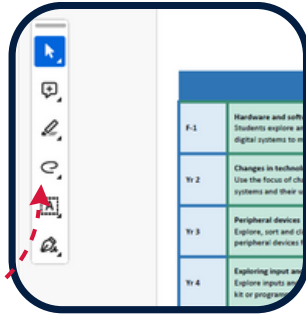 A
F-1
Hardware and soft
Students explore an
digital systems to m
Yr 2
Changes in technol
Use the focus of ch
systems and their u
Yr 3
Peripheral devices
Explore, sort and cl
peripheral devices
Yr 4
Exploring input and
Explore inputs and
kit or program